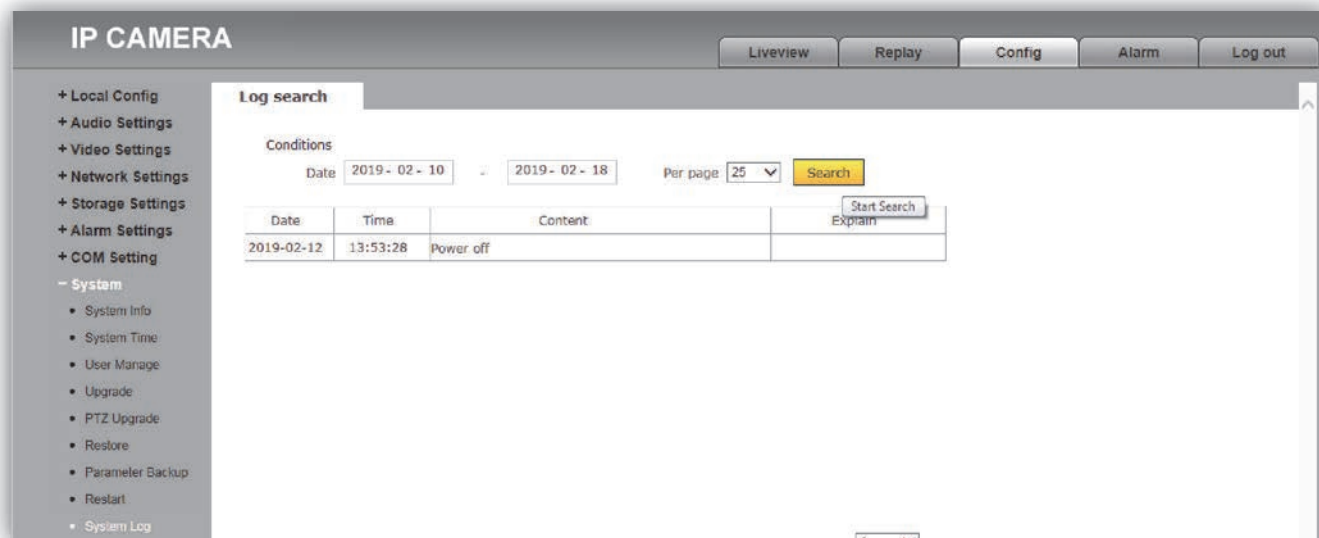 IP CAMERA
Liveview Replay Config Alarm Log out
+ Local Config
+ Audio Settings
+ Video Settings
+ Network Settings
+ Storage Settings
+ Alarm Settings
+ COM Setting
− System
• System Info
• System Time
• User Manage
• Upgrade
• PTZ Upgrade
• Restore
• Parameter Backup
• Restart
• System Log
Log search
Conditions
Date 2019 - 02 - 10 - 2019 - 02 - 18 Per page 25 Search
Start Search
Date Time Content Explain
2019-02-12 13:53:28 Power off